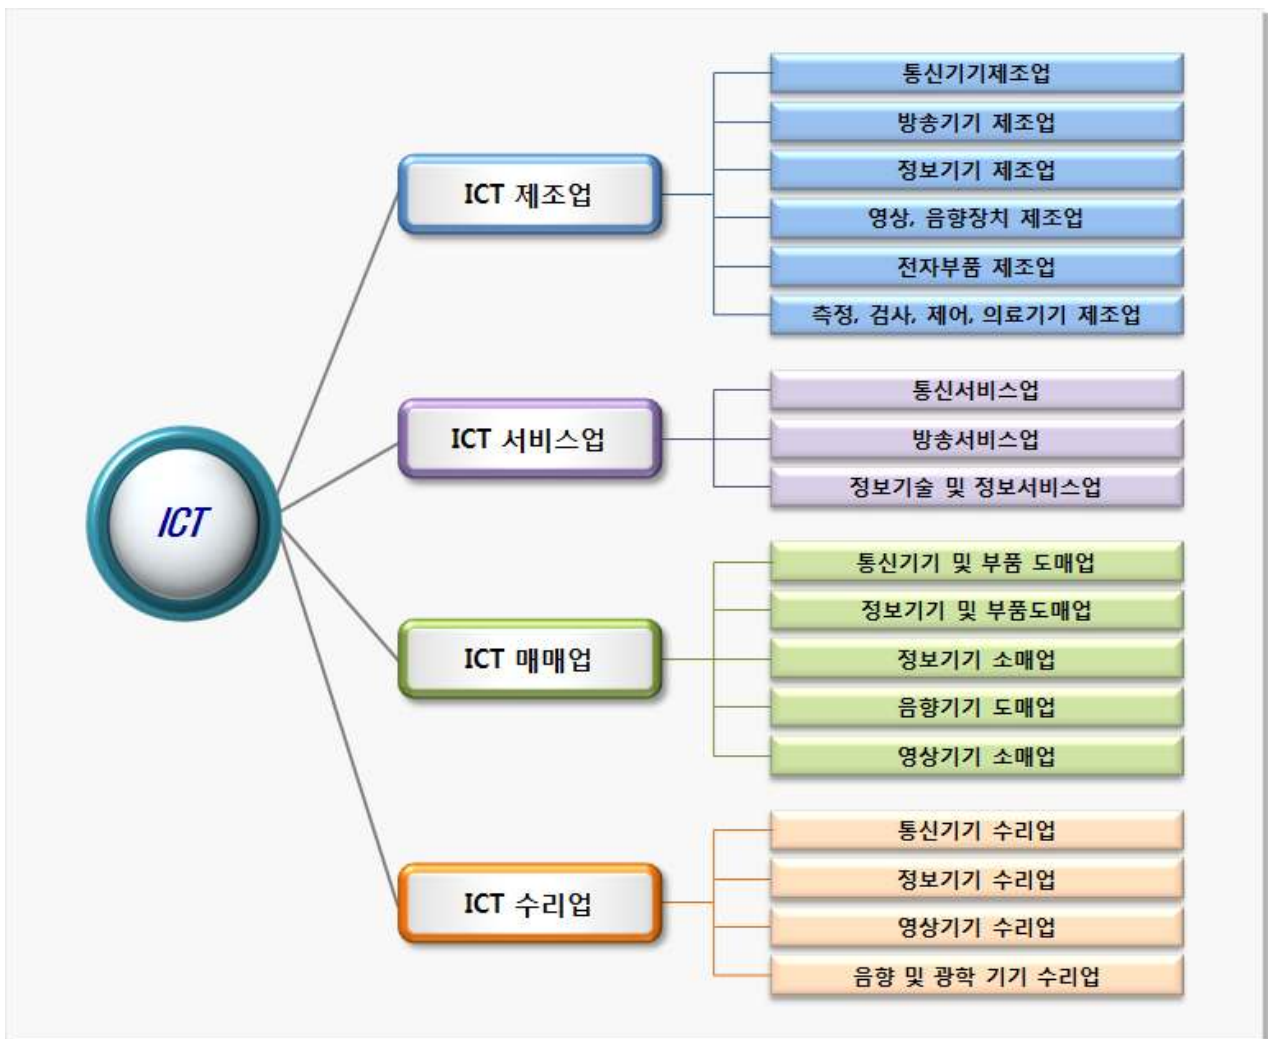 ICT
ICT 제조업
통신기기제조업
방송기기 제조업
정보기기 제조업
영상, 음향장치 제조업
전자부품 제조업
측정, 검사, 제어, 의료기기 제조업
ICT 서비스업
통신서비스업
방송서비스업
정보기술 및 정보서비스업
ICT 매매업
통신기기 및 부품 도매업
정보기기 및 부품도매업
정보기기 소매업
음향기기 도매업
영상기기 소매업
ICT 수리업
통신기기 수리업
정보기기 수리업
영상기기 수리업
음향 및 광학 기기 수리업